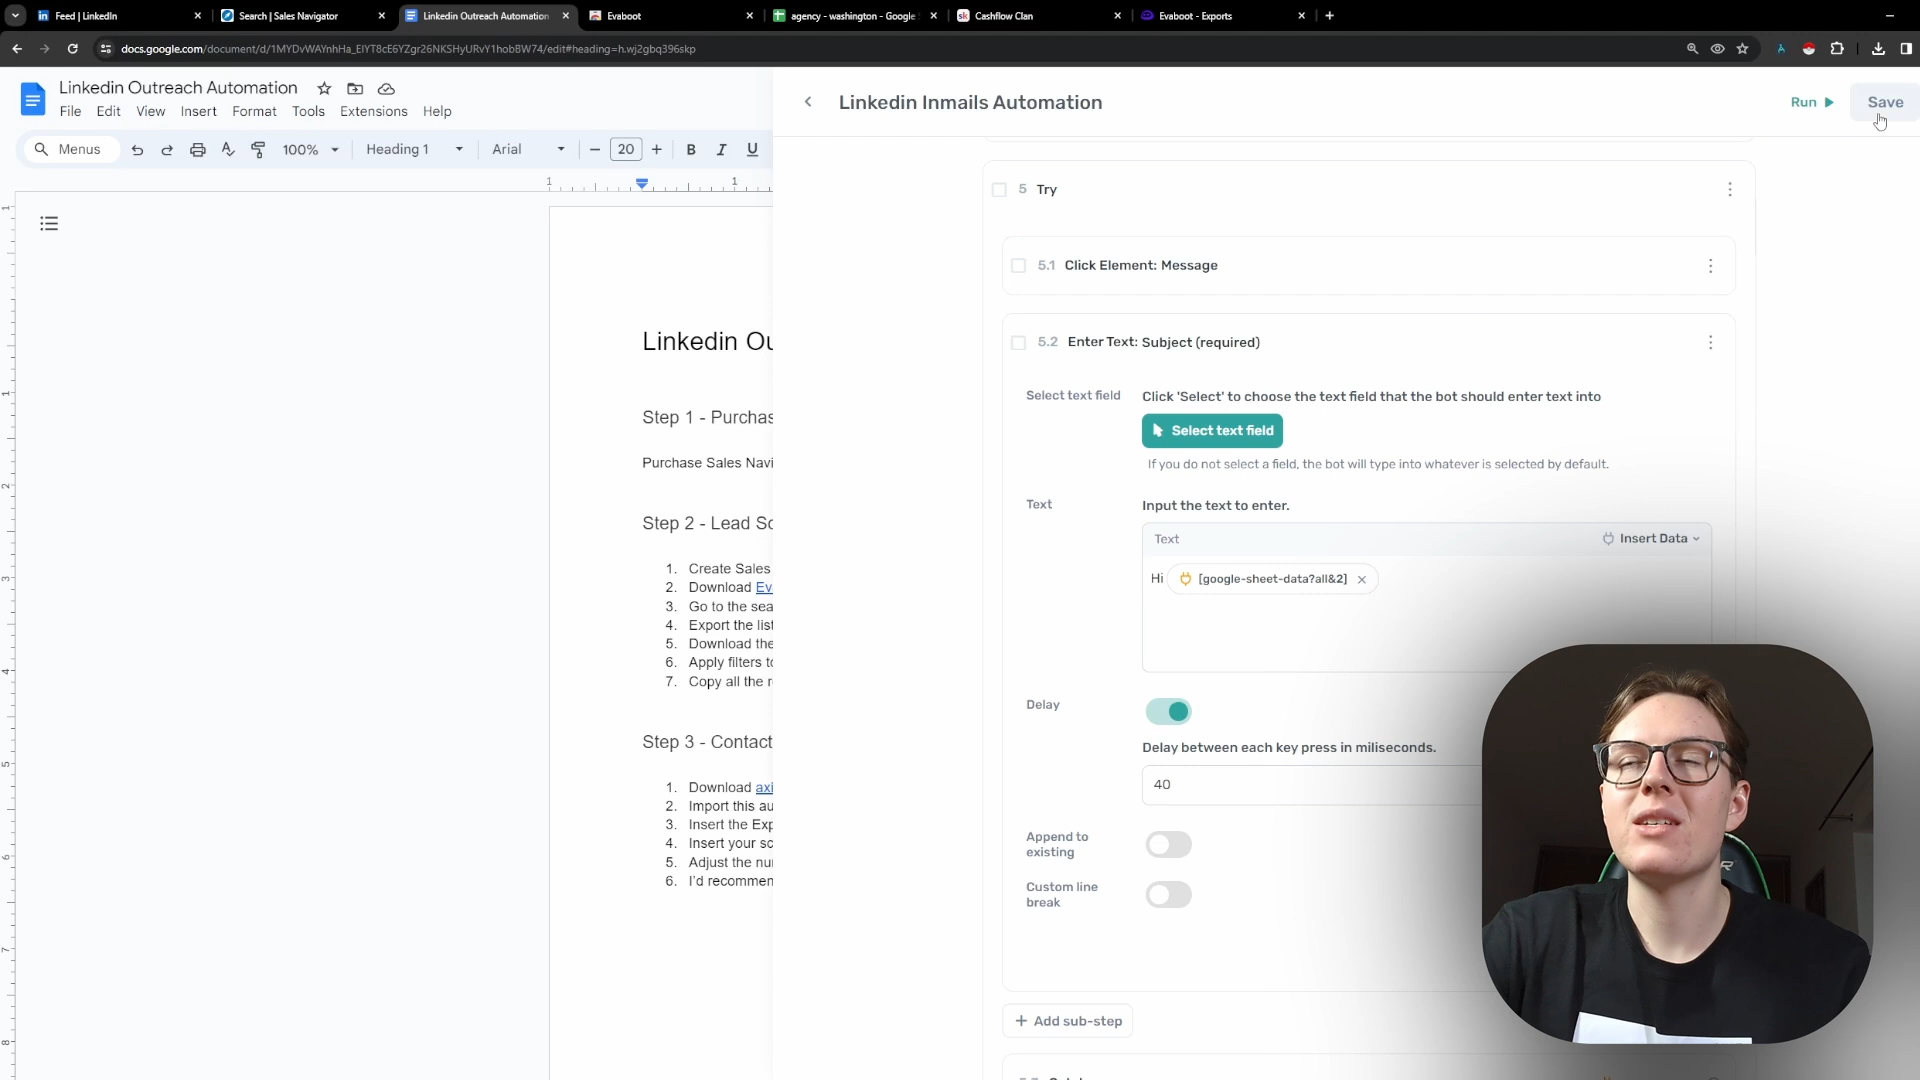 Feed | LinkedIn
Search | Sales Navigator
Linkedin Outreach Automation
Evaboot
agency - washington - Google
Cashflow Clan
Evaboot - Exports
docs.google.com/document/d/1MYDvWAYnhHa_EIYT8cE6YZgr26NKSHyURvY1hobBW74/edit#heading=h.wj2gbq396skp
Linkedin Outreach Automation
File Edit View Insert Format Tools Extensions Help
Menus 100% Heading 1 Arial 20 B I U
Linkedin Inmails Automation
Run
Save
Linkedin Ou
Step 1 - Purchas
Purchase Sales Navi
Step 2 - Lead Sc
1. Create Sales
2. Download Ev
3. Go to the sea
4. Export the list
5. Download the
6. Apply filters to
7. Copy all the r
Step 3 - Contact
1. Download axi
2. Import this au
3. Insert the Exp
4. Insert your sc
5. Adjust the nu
6. I'd recommen
5 Try
5.1 Click Element: Message
5.2 Enter Text: Subject (required)
Select text field
Click 'Select' to choose the text field that the bot should enter text into
Select text field
If you do not select a field, the bot will type into whatever is selected by default.
Text
Input the text to enter.
Text
Insert Data
Hi [google-sheet-data?all&2]
Delay
Delay between each key press in miliseconds.
40
Append to
existing
Custom line
break
+ Add sub-step